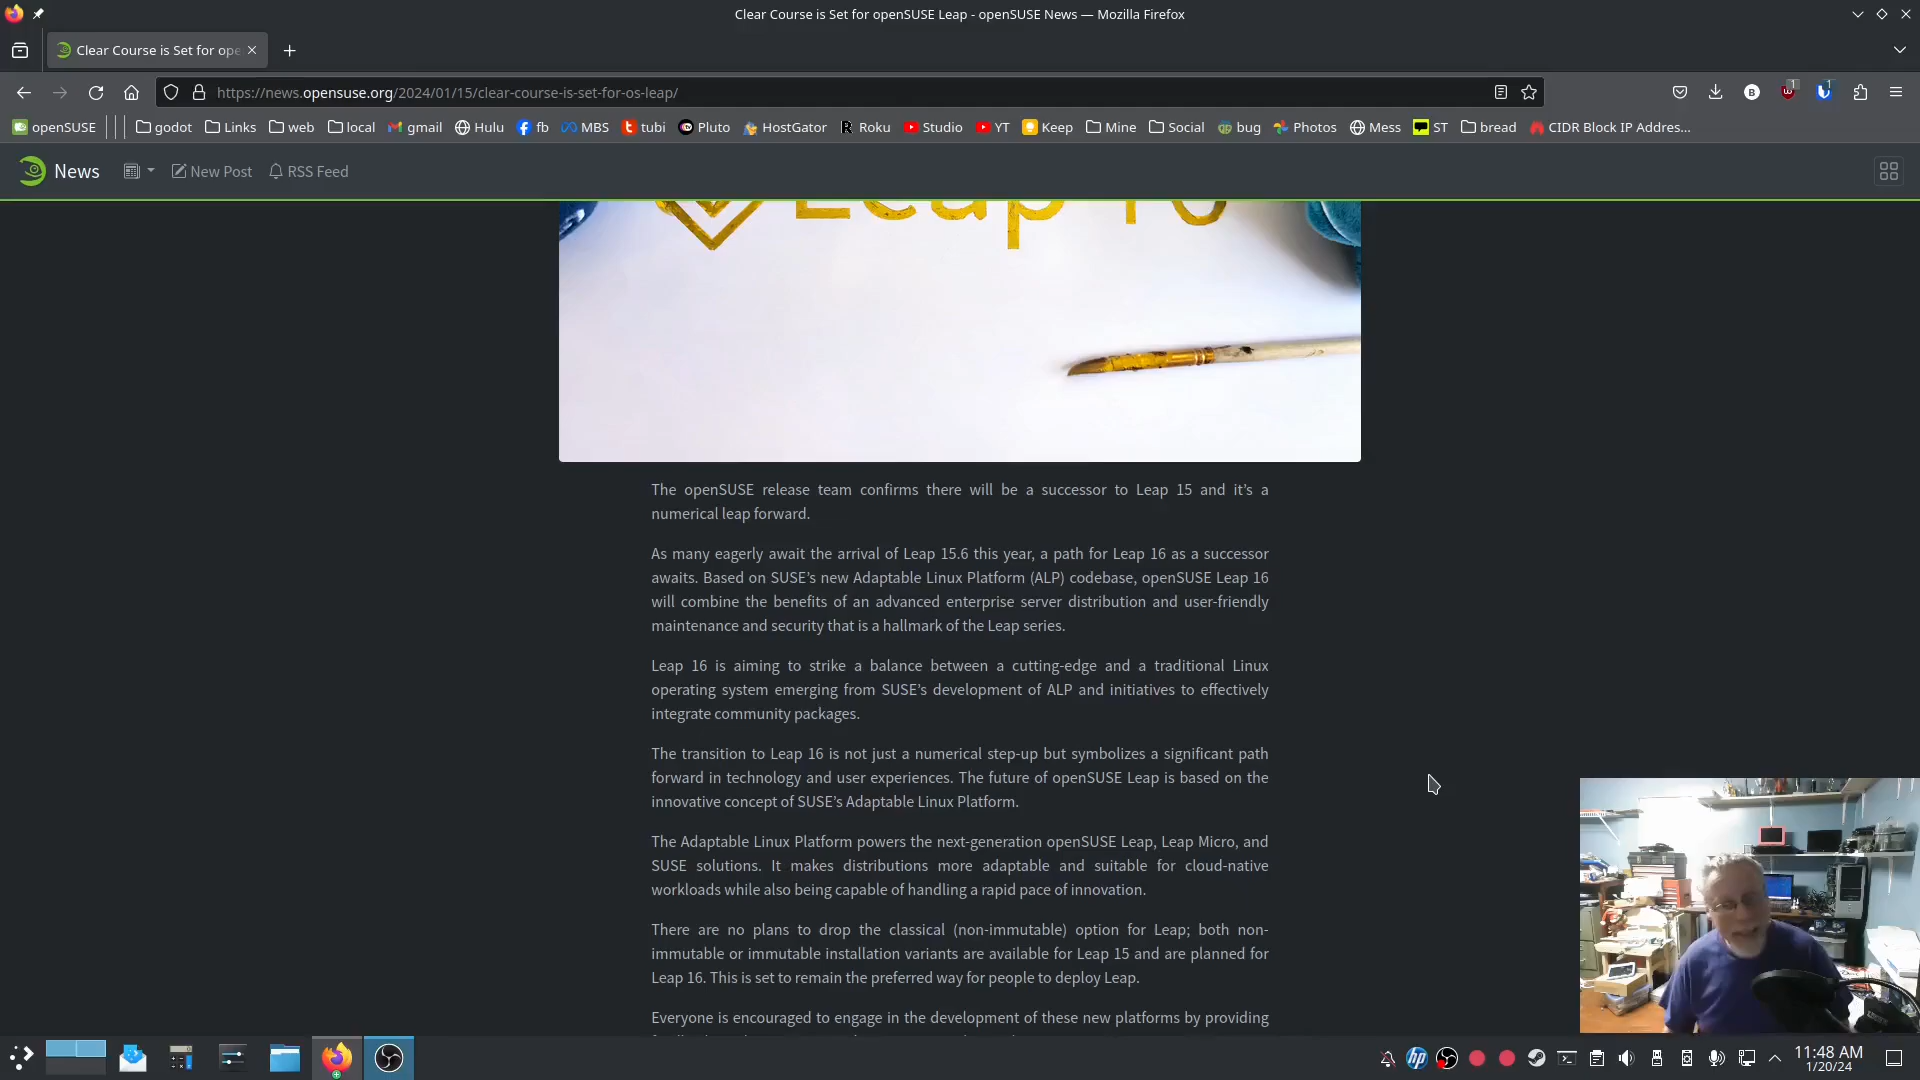 Clear Course is Set for openSUSE Leap - openSUSE News — Mozilla Firefox
Clear Course is Set for ope
https://news.opensuse.org/2024/01/15/clear-course-is-set-for-os-leap/
openSUSE godot Links web local gmail Hulu fb MBS tubi Pluto HostGator Roku Studio YT Keep Mine Social bug Photos Mess ST bread CIDR Block IP Addres...
News New Post RSS Feed
Leap 16
The openSUSE release team confirms there will be a successor to Leap 15 and it’s a
numerical leap forward.
As many eagerly await the arrival of Leap 15.6 this year, a path for Leap 16 as a successor
awaits. Based on SUSE’s new Adaptable Linux Platform (ALP) codebase, openSUSE Leap 16
will combine the benefits of an advanced enterprise server distribution and user-friendly
maintenance and security that is a hallmark of the Leap series.
Leap 16 is aiming to strike a balance between a cutting-edge and a traditional Linux
operating system emerging from SUSE’s development of ALP and initiatives to effectively
integrate community packages.
The transition to Leap 16 is not just a numerical step-up but symbolizes a significant path
forward in technology and user experiences. The future of openSUSE Leap is based on the
innovative concept of SUSE’s Adaptable Linux Platform.
The Adaptable Linux Platform powers the next-generation openSUSE Leap, Leap Micro, and
SUSE solutions. It makes distributions more adaptable and suitable for cloud-native
workloads while also being capable of handling a rapid pace of innovation.
There are no plans to drop the classical (non-immutable) option for Leap; both non-
immutable or immutable installation variants are available for Leap 15 and are planned for
Leap 16. This is set to remain the preferred way for people to deploy Leap.
Everyone is encouraged to engage in the development of these new platforms by providing
11:48 AM
1/20/24